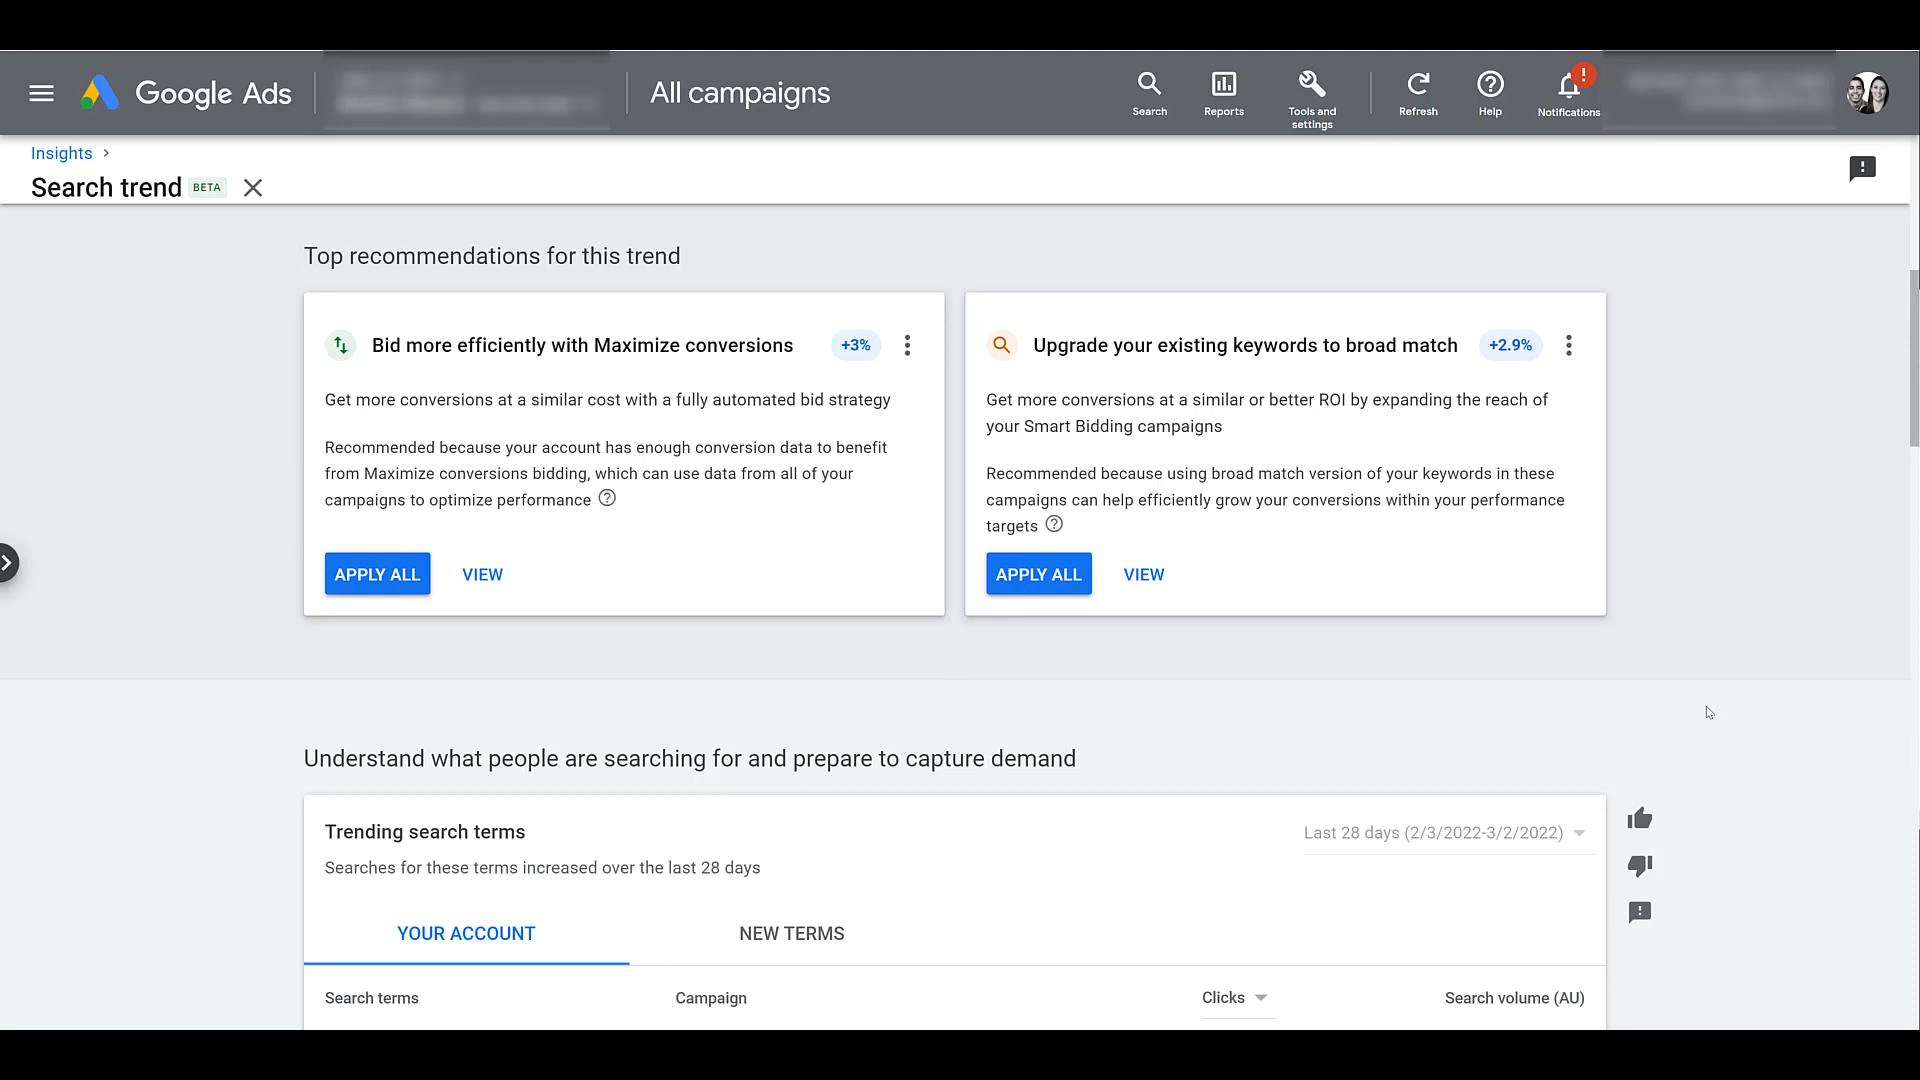 Google Ads
All campaigns
Search
Reports
Tools and
settings
Refresh
Help
!
Notifications
Insights
Search trend BETA
Top recommendations for this trend
Bid more efficiently with Maximize conversions +3%
Get more conversions at a similar cost with a fully automated bid strategy
Recommended because your account has enough conversion data to benefit
from Maximize conversions bidding, which can use data from all of your
campaigns to optimize performance
APPLY ALL VIEW
Upgrade your existing keywords to broad match +2.9%
Get more conversions at a similar or better ROI by expanding the reach of
your Smart Bidding campaigns
Recommended because using broad match version of your keywords in these
campaigns can help efficiently grow your conversions within your performance
targets
APPLY ALL VIEW
Understand what people are searching for and prepare to capture demand
Trending search terms
Last 28 days (2/3/2022-3/2/2022)
Searches for these terms increased over the last 28 days
YOUR ACCOUNT NEW TERMS
Search terms Campaign Clicks Search volume (AU)